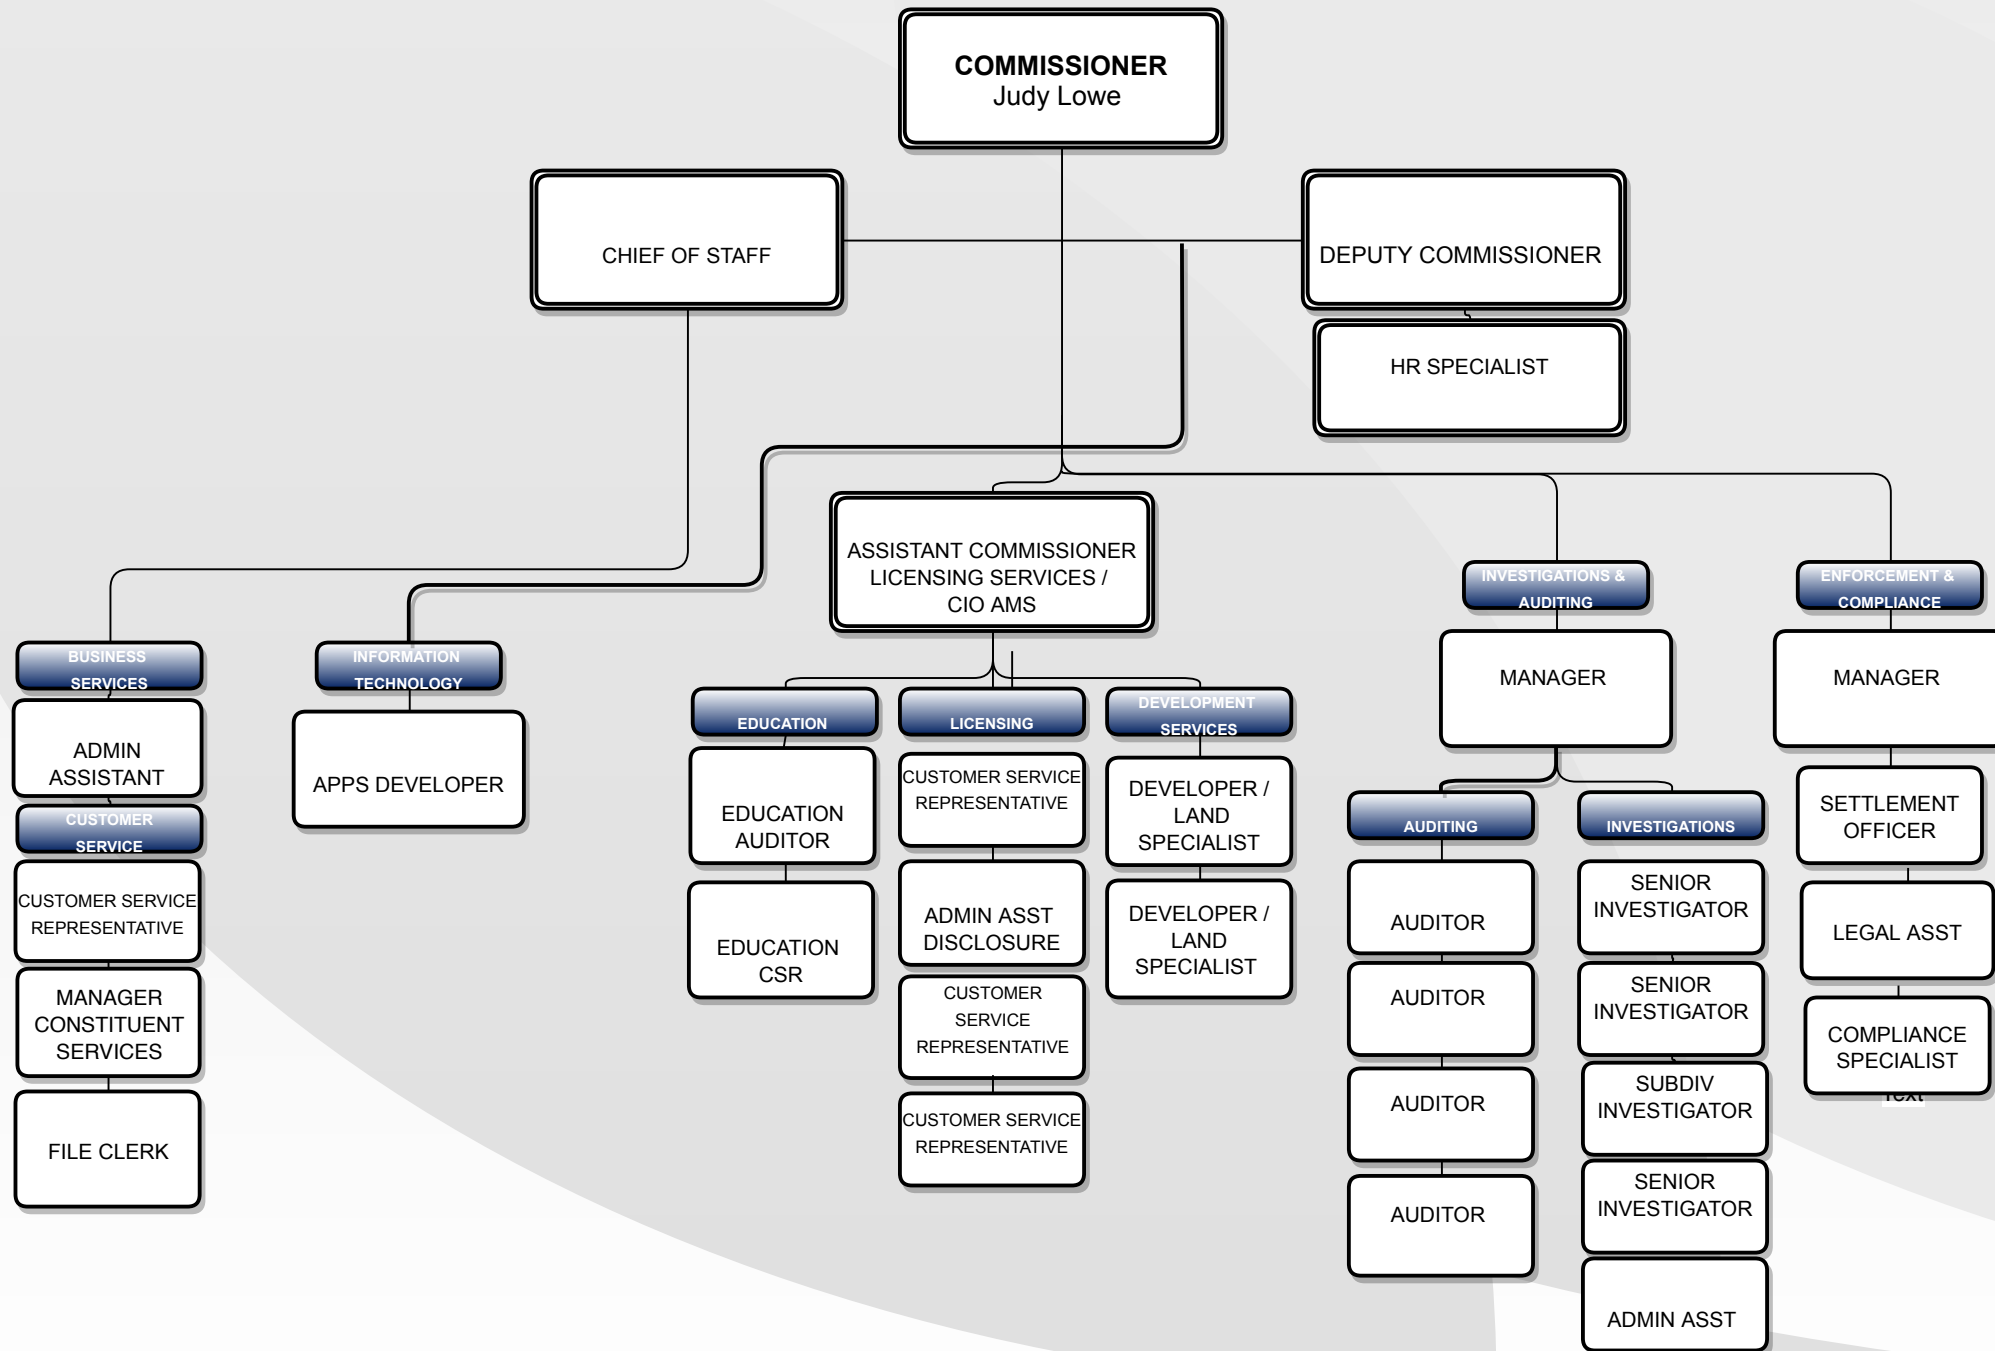 COMMISSIONER
Judy Lowe
CHIEF OF STAFF
DEPUTY COMMISSIONER
HR SPECIALIST
ASSISTANT COMMISSIONER
LICENSING SERVICES /
CIO AMS
BUSINESS
SERVICES
ADMIN
ASSISTANT
CUSTOMER
SERVICE
CUSTOMER SERVICE
REPRESENTATIVE
MANAGER
CONSTITUENT
SERVICES
FILE CLERK
INFORMATION
TECHNOLOGY
APPS DEVELOPER
EDUCATION
EDUCATION
AUDITOR
EDUCATION
CSR
LICENSING
CUSTOMER SERVICE
REPRESENTATIVE
ADMIN ASST
DISCLOSURE
CUSTOMER
SERVICE
REPRESENTATIVE
CUSTOMER SERVICE
REPRESENTATIVE
DEVELOPMENT
SERVICES
DEVELOPER /
LAND
SPECIALIST
DEVELOPER /
LAND
SPECIALIST
INVESTIGATIONS &
AUDITING
MANAGER
AUDITING
AUDITOR
AUDITOR
AUDITOR
AUDITOR
INVESTIGATIONS
SENIOR
INVESTIGATOR
SENIOR
INVESTIGATOR
SUBDIV
INVESTIGATOR
SENIOR
INVESTIGATOR
ADMIN ASST
ENFORCEMENT &
COMPLIANCE
MANAGER
SETTLEMENT
OFFICER
LEGAL ASST
COMPLIANCE
SPECIALIST
Text